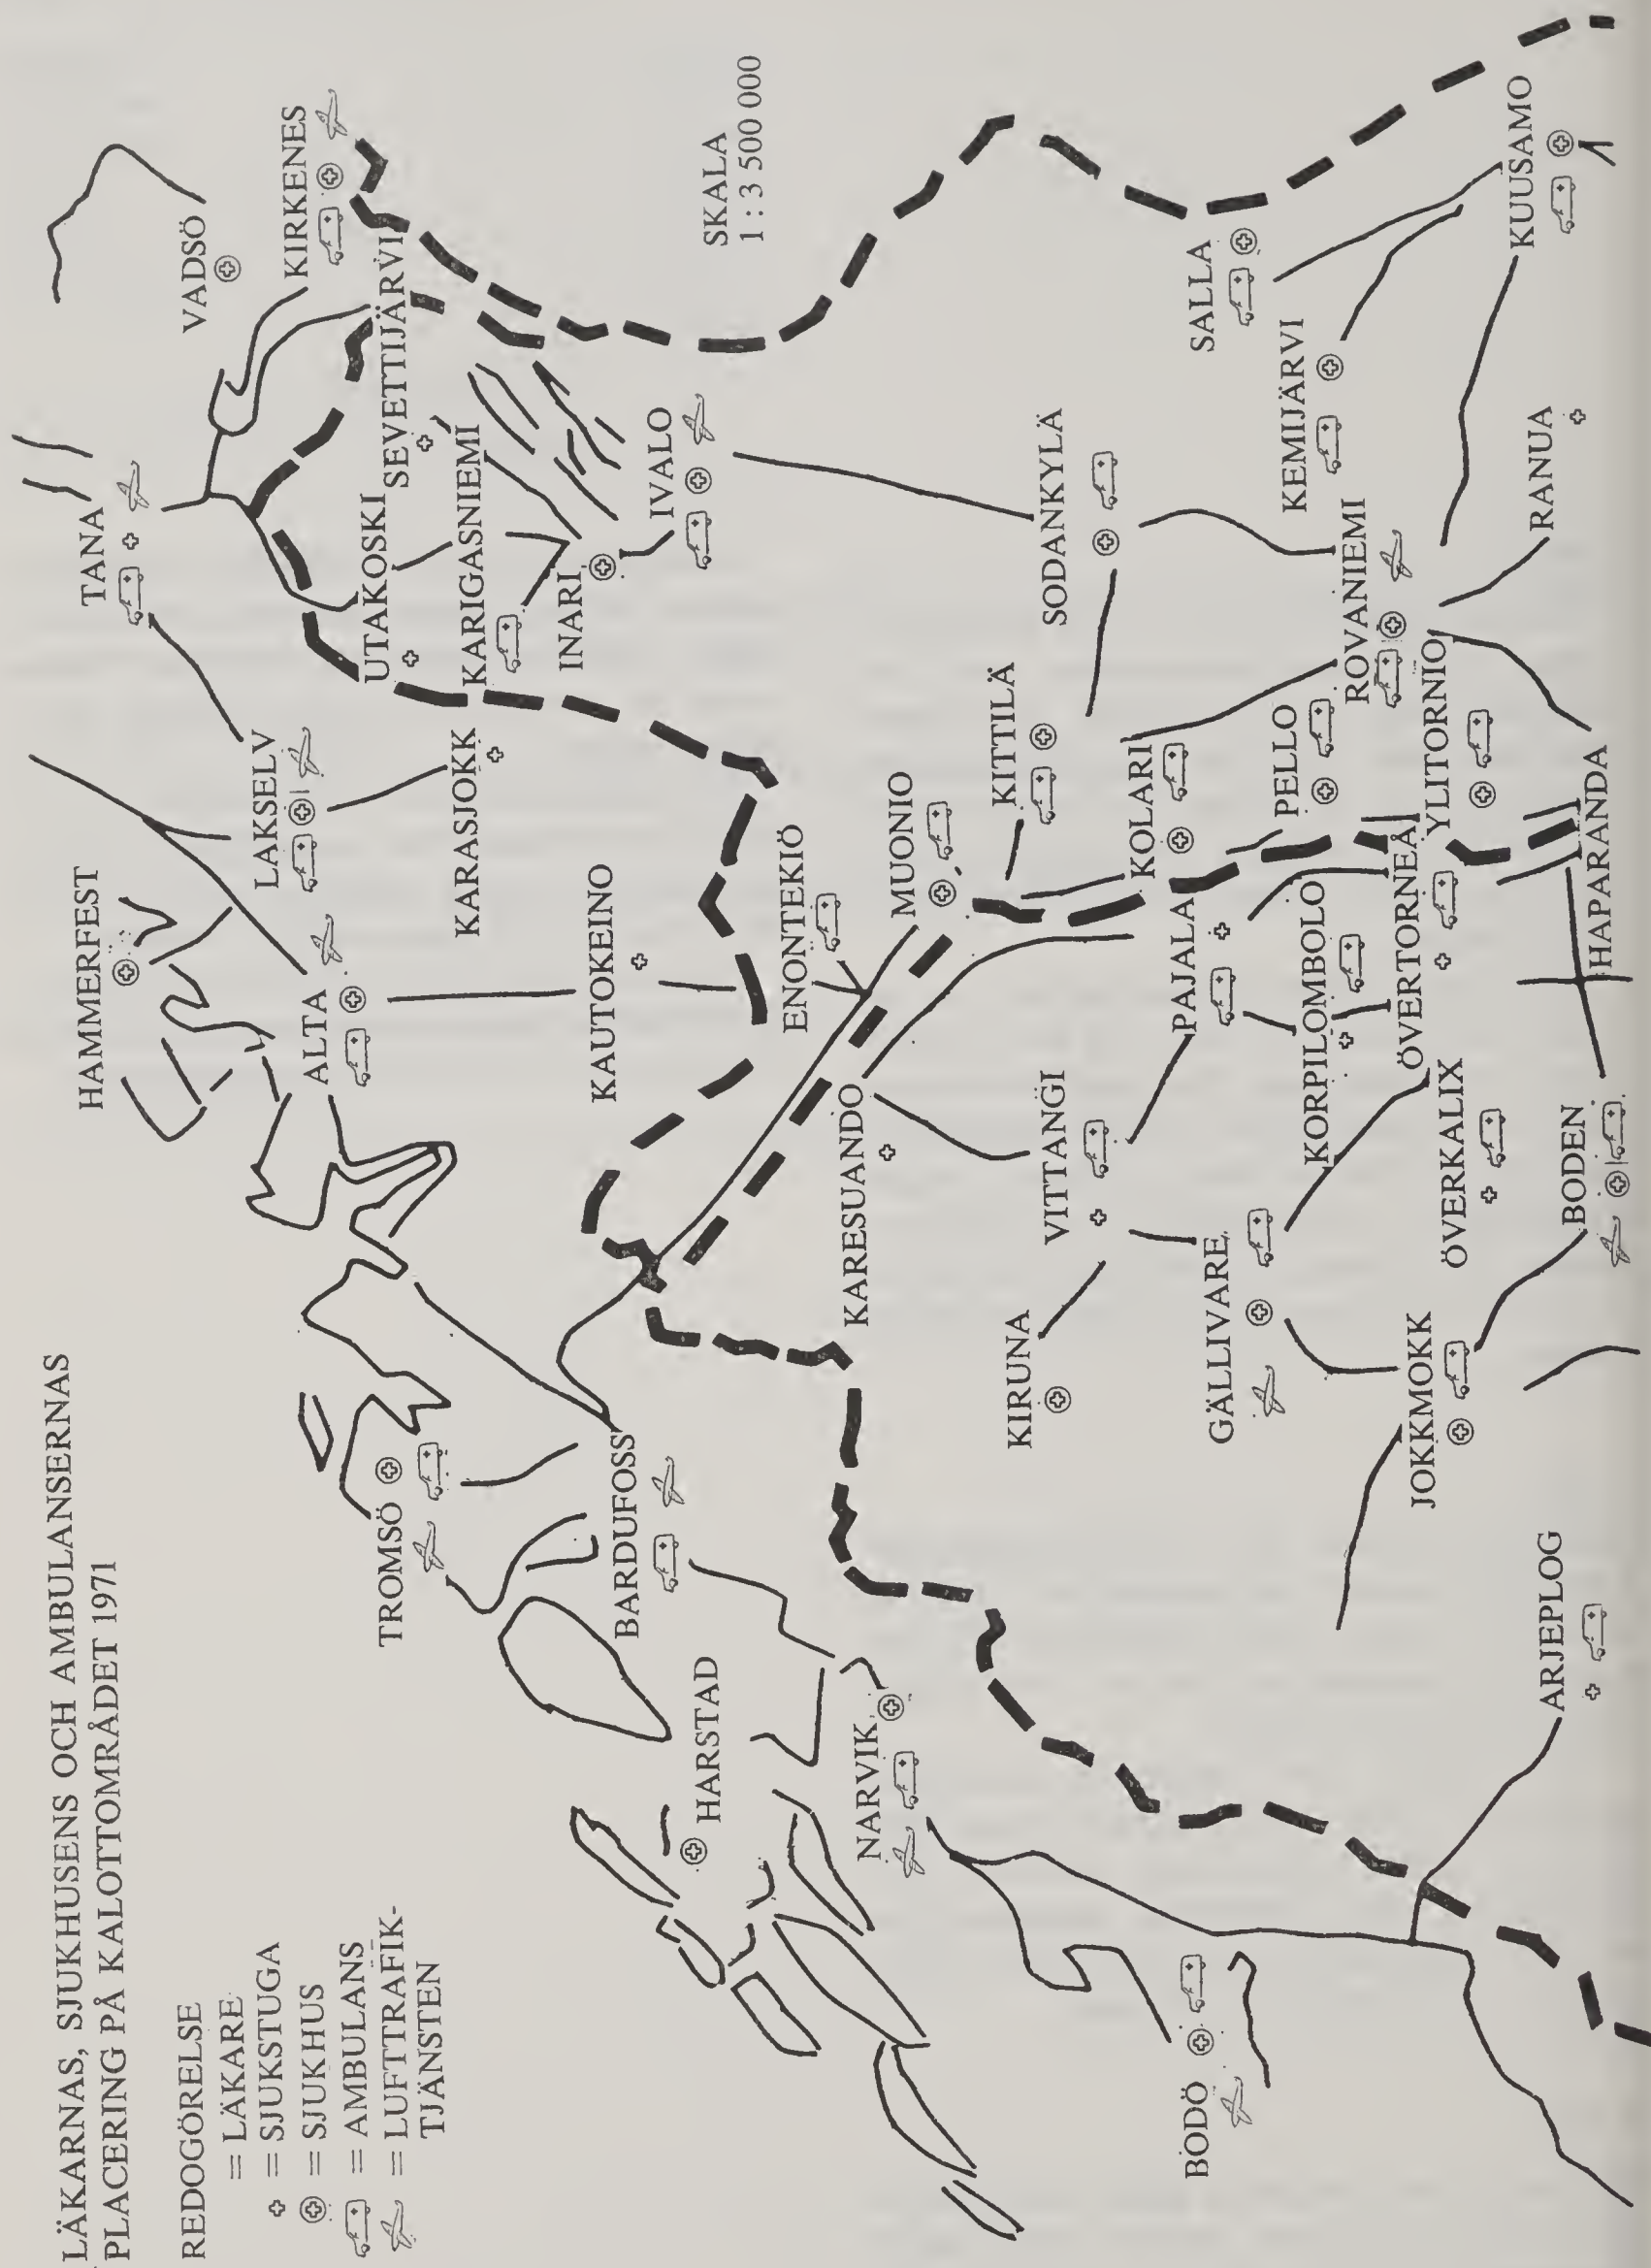 LÄKARNAS, SJUKHUSENS OCH AMBULANSERNAS
PLACERING PÅ KALOTTOMRÅDET 1971
REDOGÖRELSE
= LÄKARE
= SJUKSTUGA
= SJUKHUS
= AMBULANS
= LUFTTRAFIK-
TJÄNSTEN
SKALA
1 : 3 500 000
VADSÖ
KIRKENES
TANA
SEVETTIJÄRVI
UTAKOSKI
KARIGASNIEMI
INARI
IVALO
HAMMERFEST
LAKSELV
ALTA
KARASJOKK
KAUTOKEINO
ENONTEKIÖ
MUONIO
KITTILÄ
SODANKYLÄ
SALLA
KEMIJÄRVI
KUUSAMO
RANUA
ROVANIEMI
KOLARI
PELLO
YLITORNIO
TROMSÖ
BARDUFOSS
HARSTAD
NARVIK
BODÖ
KARESUANDO
VITTANGI
KIRUNA
GÄLLIVARE
PAJALA
KORPILOMBOLO
ÖVERTORNEÅ
ÖVERKALIX
HAPARANDA
BODEN
JOKKMOKK
ARJEPLOG